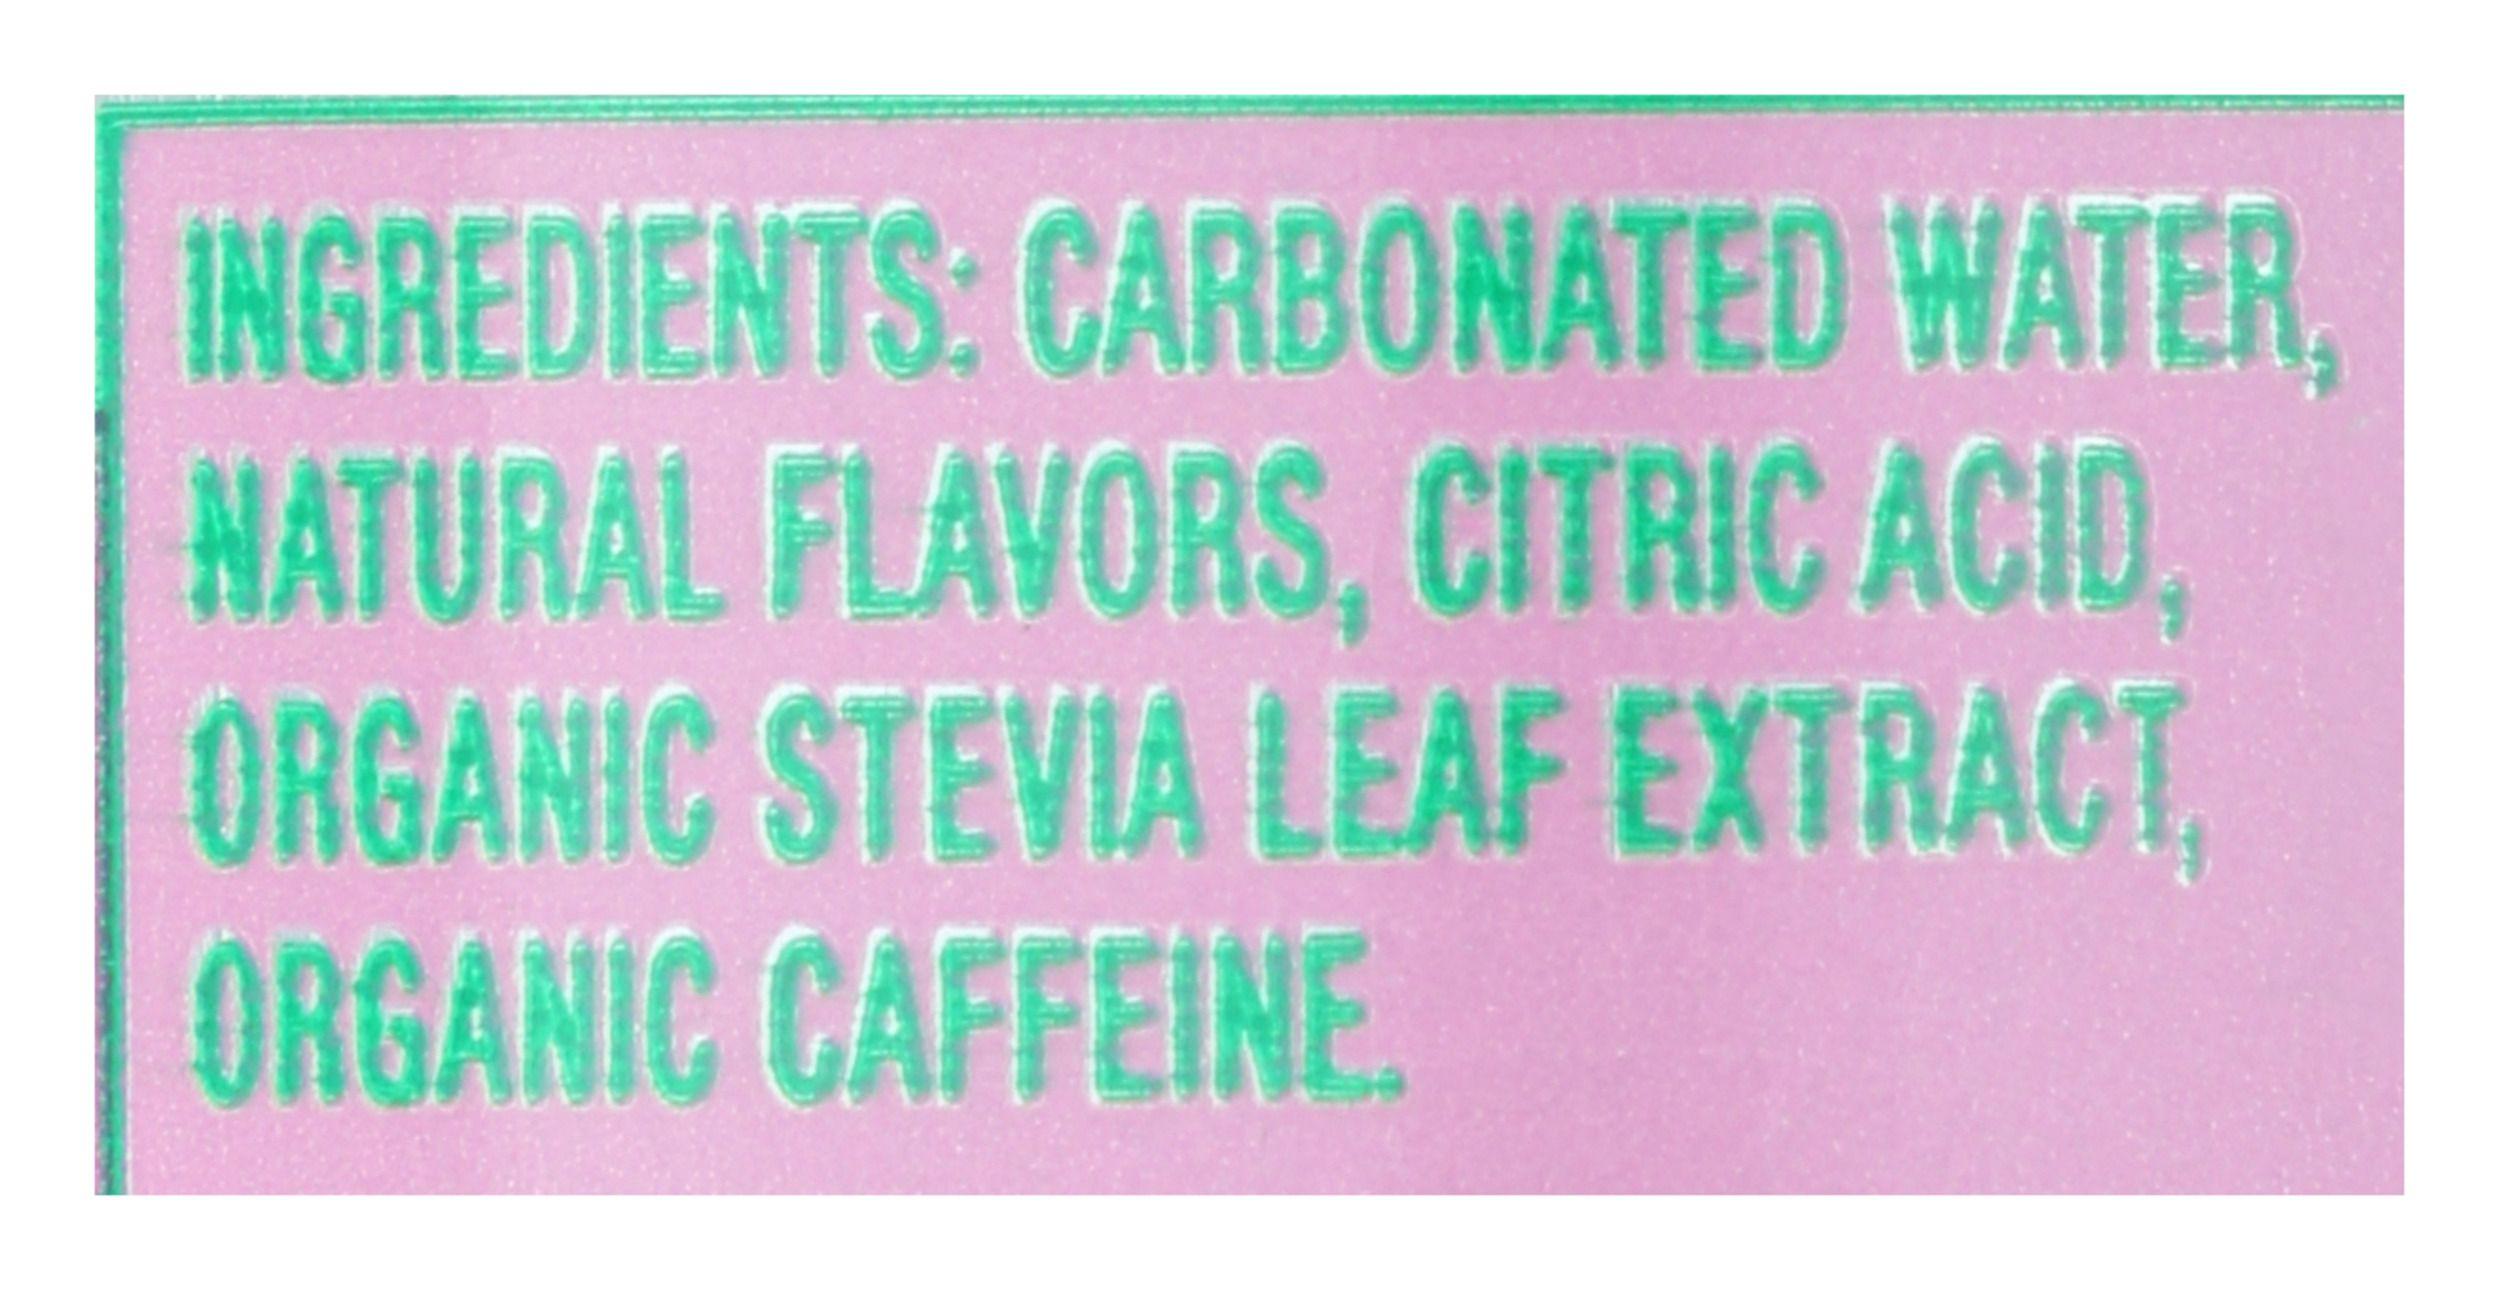 INGREDIENTS: CARBONATED WATER,
NATURAL FLAVORS, CITRIC ACID,
ORGANIC STEVIA LEAF EXTRACT,
ORGANIC CAFFEINE.